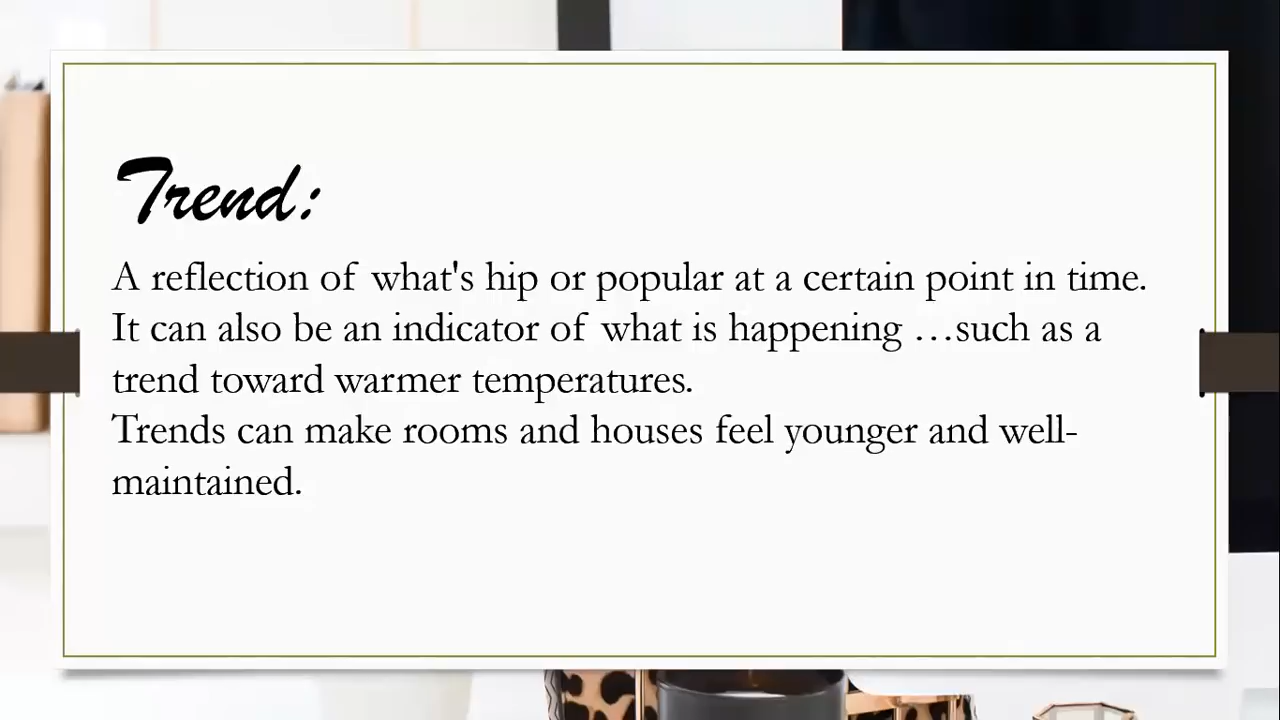 Trend:
A reflection of what's hip or popular at a certain point in time.
It can also be an indicator of what is happening …such as a
trend toward warmer temperatures.
Trends can make rooms and houses feel younger and well-
maintained.